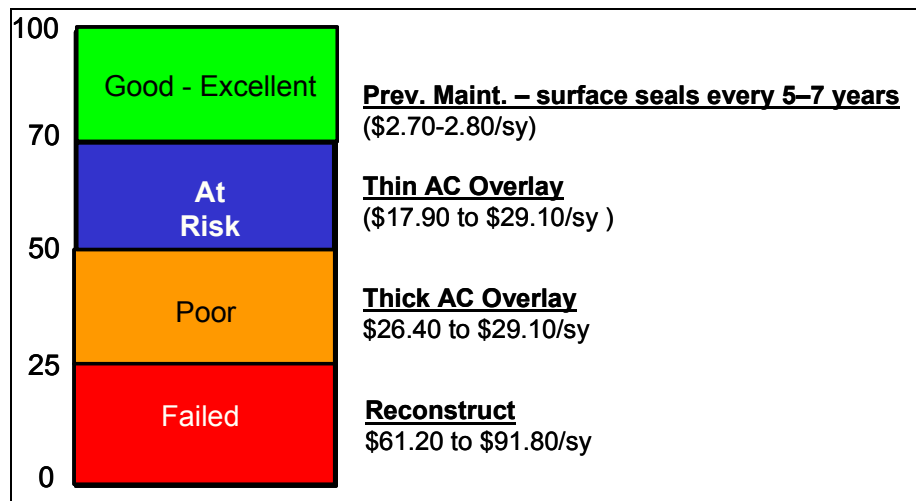 100
Good - Excellent
Prev. Maint. – surface seals every 5–7 years
($2.70-2.80/sy)
70
At
Risk
Thin AC Overlay
($17.90 to $29.10/sy )
50
Poor
Thick AC Overlay
$26.40 to $29.10/sy
25
Failed
Reconstruct
$61.20 to $91.80/sy
0